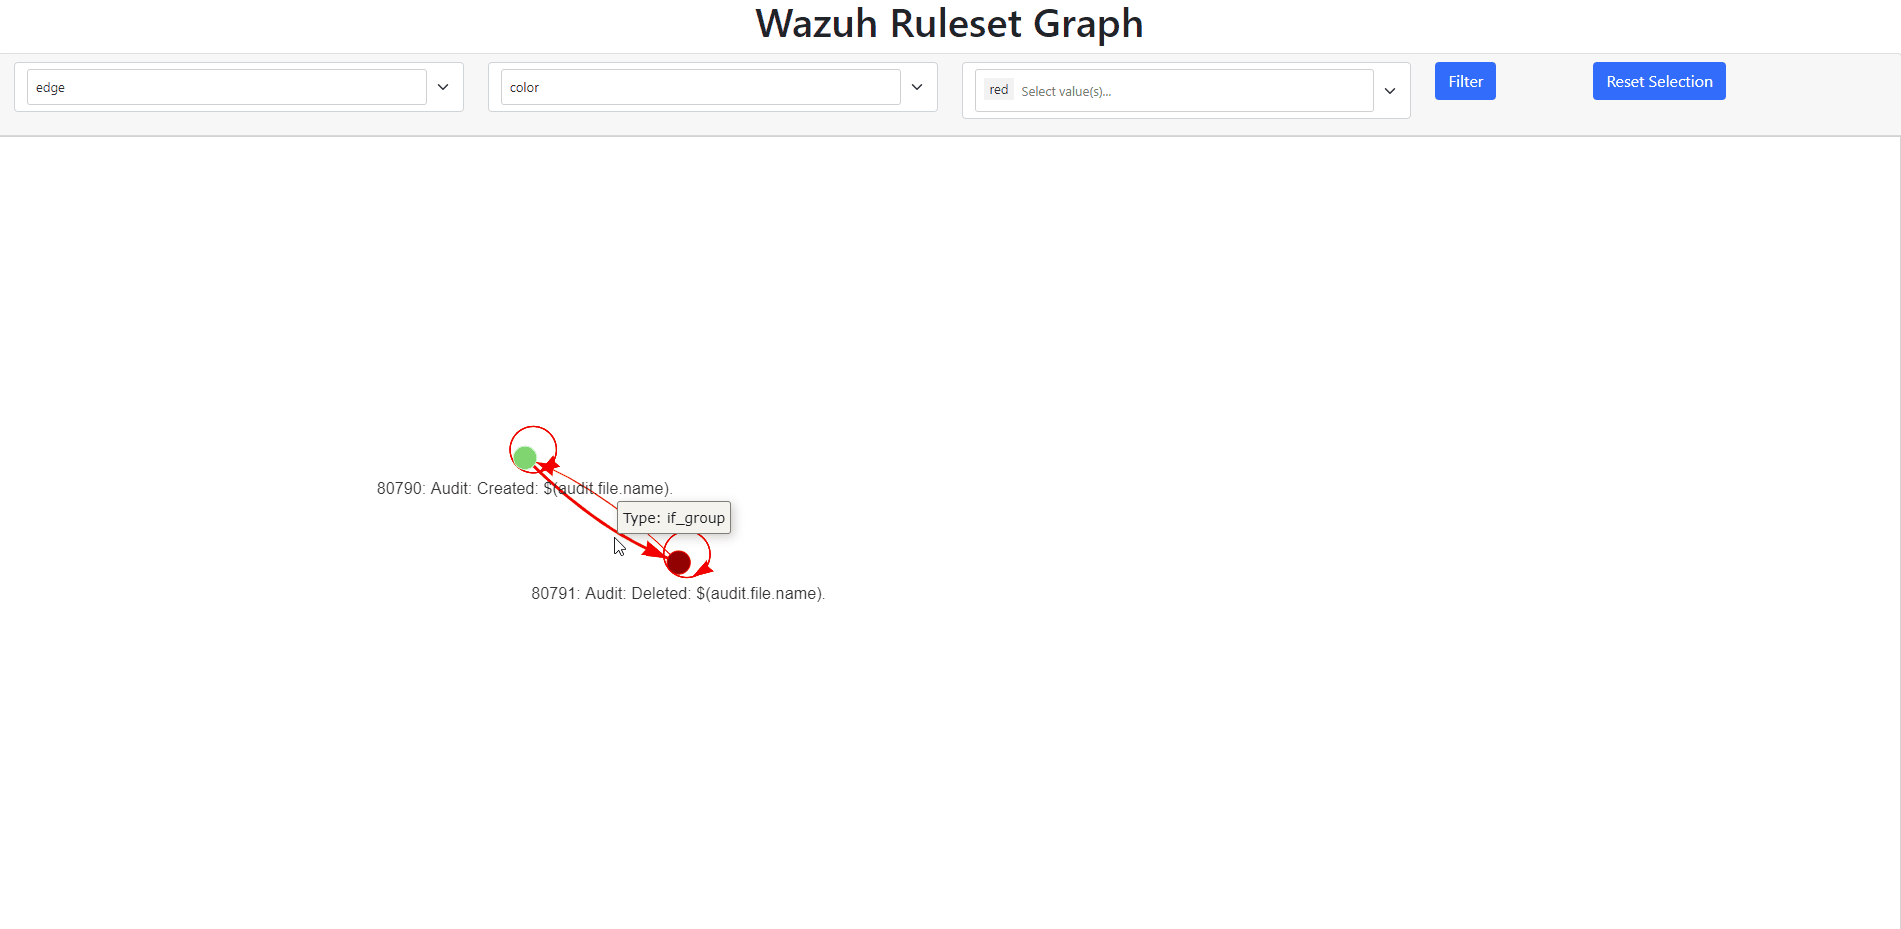 Wazuh Ruleset Graph
edge
color
red Select value(s)...
Filter
Reset Selection
80790: Audit: Created: $(audit.file.name).
Type: if_group
80791: Audit: Deleted: $(audit.file.name).